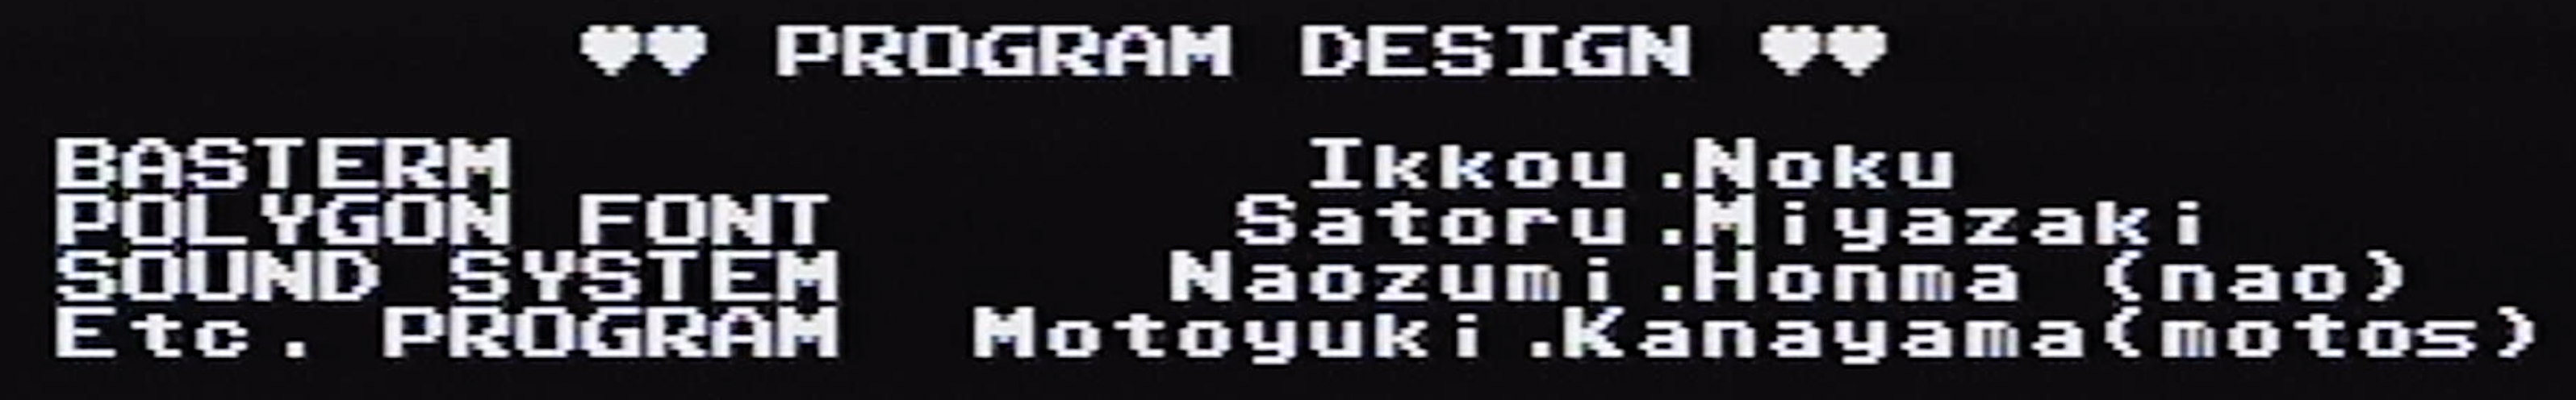 ♥♥ PROGRAM DESIGN ♥♥
BASTERM Ikkou.Noku
POLYGON FONT Satoru.Miyazaki
SOUND SYSTEM Naozumi.Honma (nao)
Etc. PROGRAM Motoyuki.Kanayama(motos)